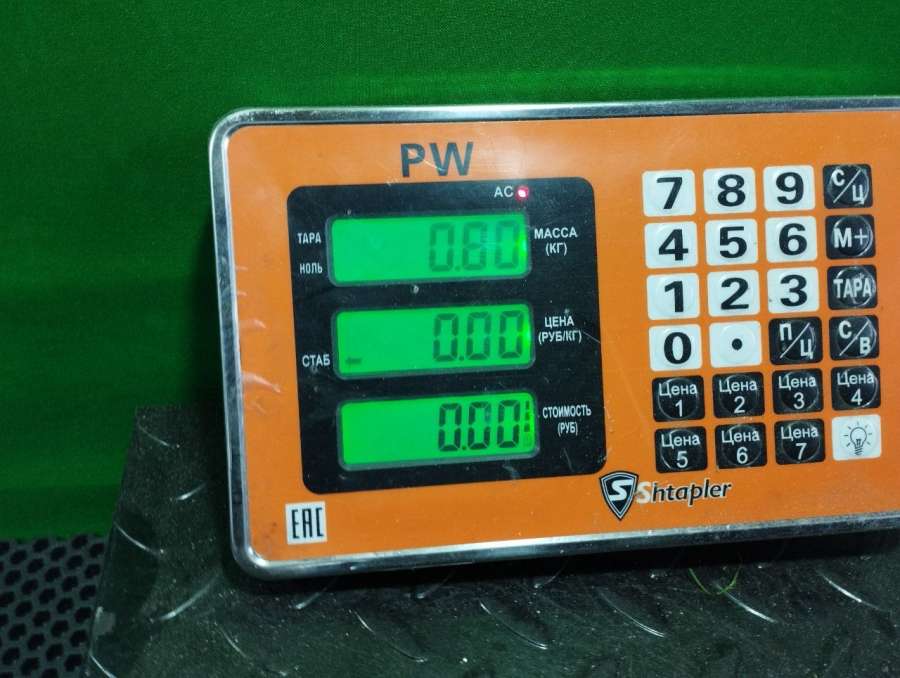 PW
AC
ТАРА
НОЛЬ
0.80
МАССА
(КГ)
СТАБ
0.00
ЦЕНА
(РУБ/КГ)
0.00
СТОИМОСТЬ
(РУБ)
7 8 9 С/Ц
4 5 6 М+
1 2 3 ТАРА
0 . П/Ц С/В
Цена 1 Цена 2 Цена 3 Цена 4
Цена 5 Цена 6 Цена 7
S Shtapler
EAC